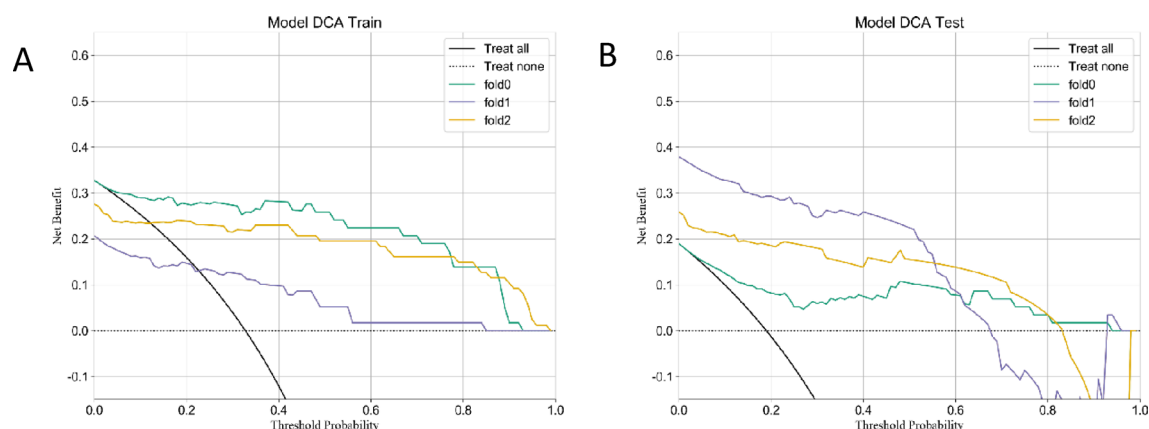 A
Model DCA Train
Treat all
Treat none
fold0
fold1
fold2
0.6
0.5
0.4
0.3
0.2
0.1
0.0
-0.1
Net Benefit
0.0 0.2 0.4 0.6 0.8 1.0
Threshold Probability
B
Model DCA Test
Treat all
Treat none
fold0
fold1
fold2
0.6
0.5
0.4
0.3
0.2
0.1
0.0
-0.1
Net Benefit
0.0 0.2 0.4 0.6 0.8 1.0
Threshold Probability